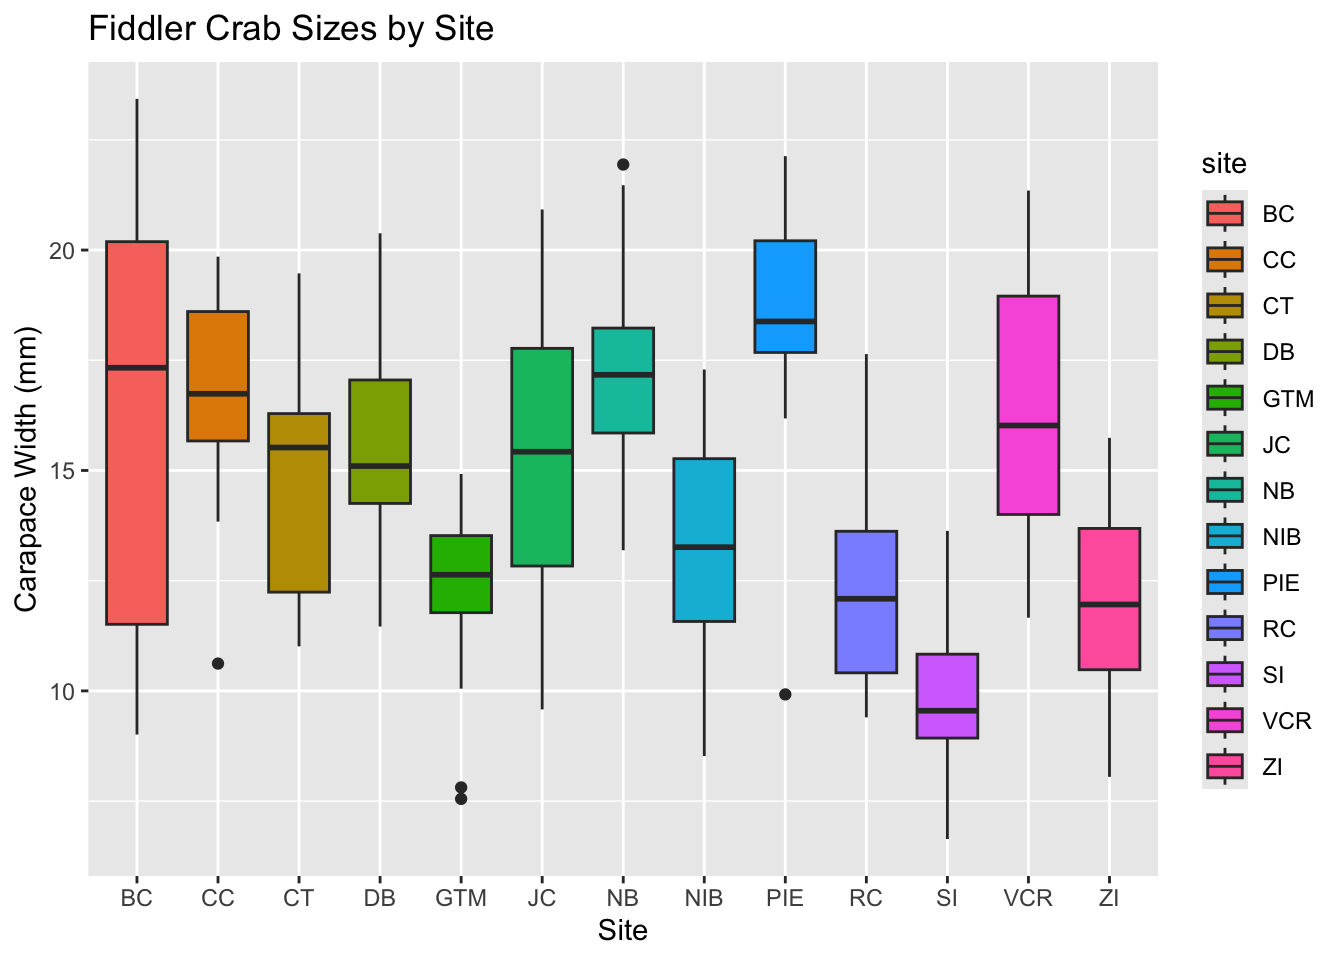 Fiddler Crab Sizes by Site
Carapace Width (mm)
20
15
10
BC CC CT DB GTM JC NB NIB PIE RC SI VCR ZI
Site
site
BC
CC
CT
DB
GTM
JC
NB
NIB
PIE
RC
SI
VCR
ZI